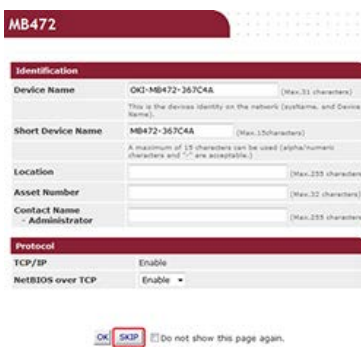 MB472
Identification
Device Name OKI-MB472-367C4A (Max.31 characters)
This is the devices identity on the network (sysName, and Device
Name).
Short Device Name MB472-367C4A (Max.15characters)
A maximum of 15 characters can be used (alpha/numeric
characters and "-" are acceptable.)
Location (Max.255 characters
Asset Number (Max.32 characters)
Contact Name
- Administrator (Max.255 characters
Protocol
TCP/IP Enable
NetBIOS over TCP Enable
OK SKIP Do not show this page again.